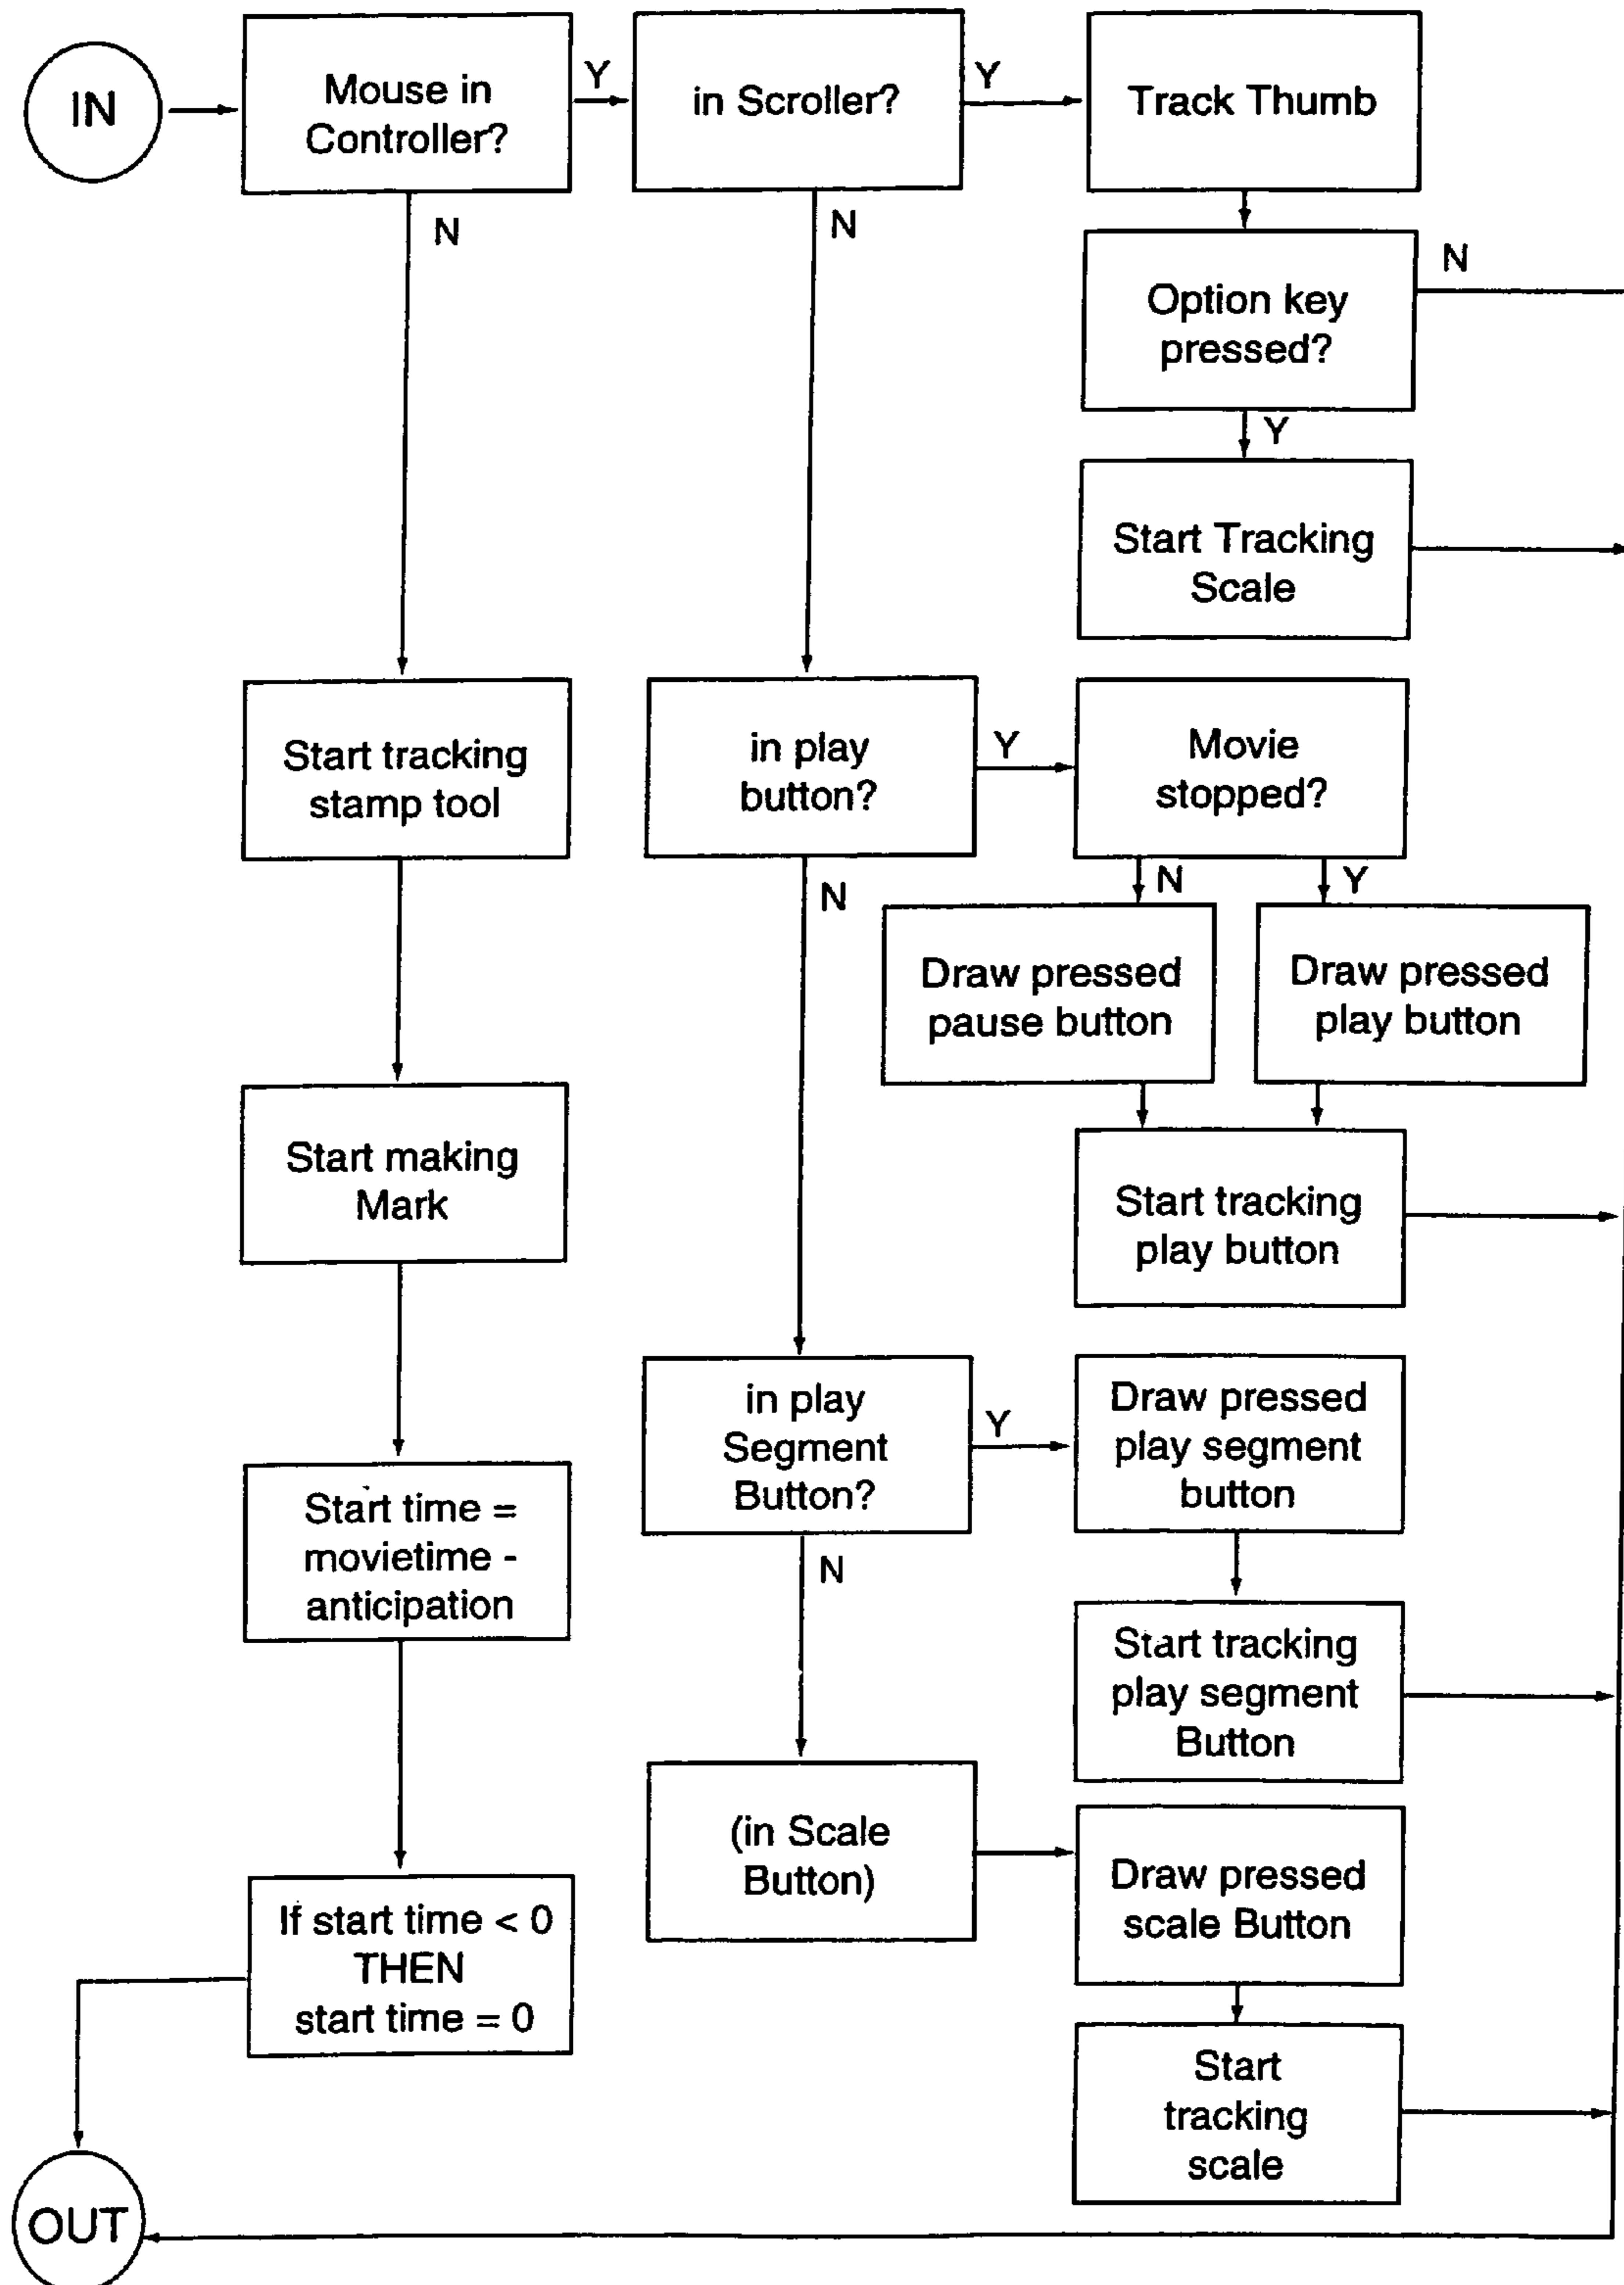 IN
Mouse in
Controller?
Y
in Scroller?
Y
Track Thumb
N
N
Option key
pressed?
N
Y
Start Tracking
Scale
Start tracking
stamp tool
in play
button?
Y
Movie
stopped?
N
N
Y
Draw pressed
pause button
Draw pressed
play button
Start making
Mark
Start tracking
play button
in play
Segment
Button?
Y
Draw pressed
play segment
button
Start time =
movietime -
anticipation
N
Start tracking
play segment
Button
(in Scale
Button)
Draw pressed
scale Button
If start time < 0
THEN
start time = 0
Start
tracking
scale
OUT